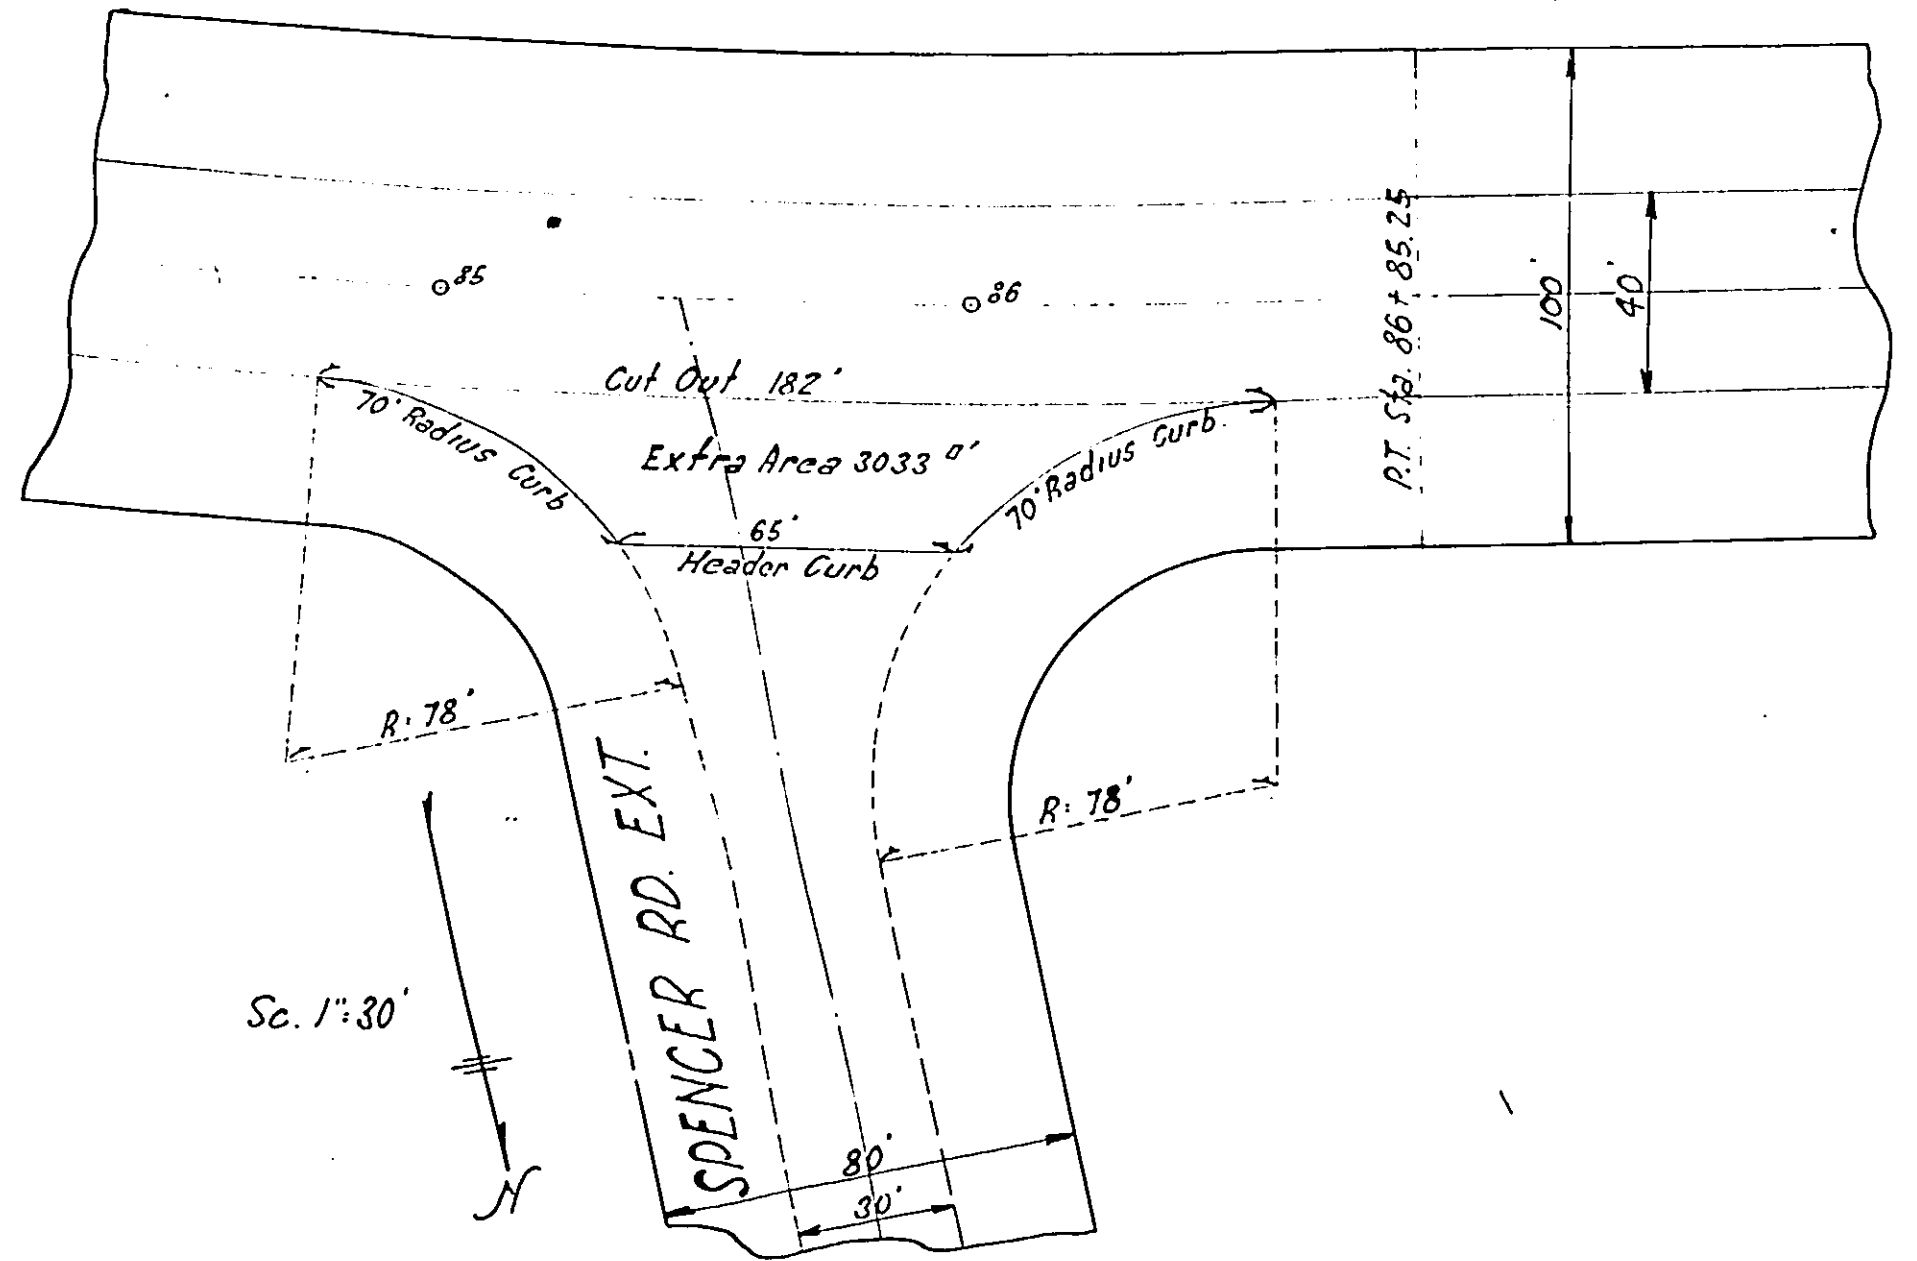 85
86
P.T. Sta. 86 + 85.25
100'
40'
Cut Out 182'
70' Radius Curb
Extra Area 3033 □'
70' Radius Curb.
65'
Header Curb
R: 78'
R: 78'
SPENCER RD. EXT.
Sc. 1":30'
N
80'
30'